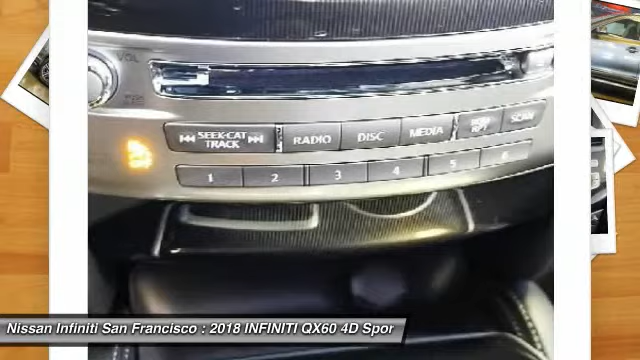 VOL
SEEK·CAT RADIO DISC MEDIA SCAN
TRACK
1 2 3 4 5 6
Nissan Infiniti San Francisco : 2018 INFINITI QX60 4D Spor